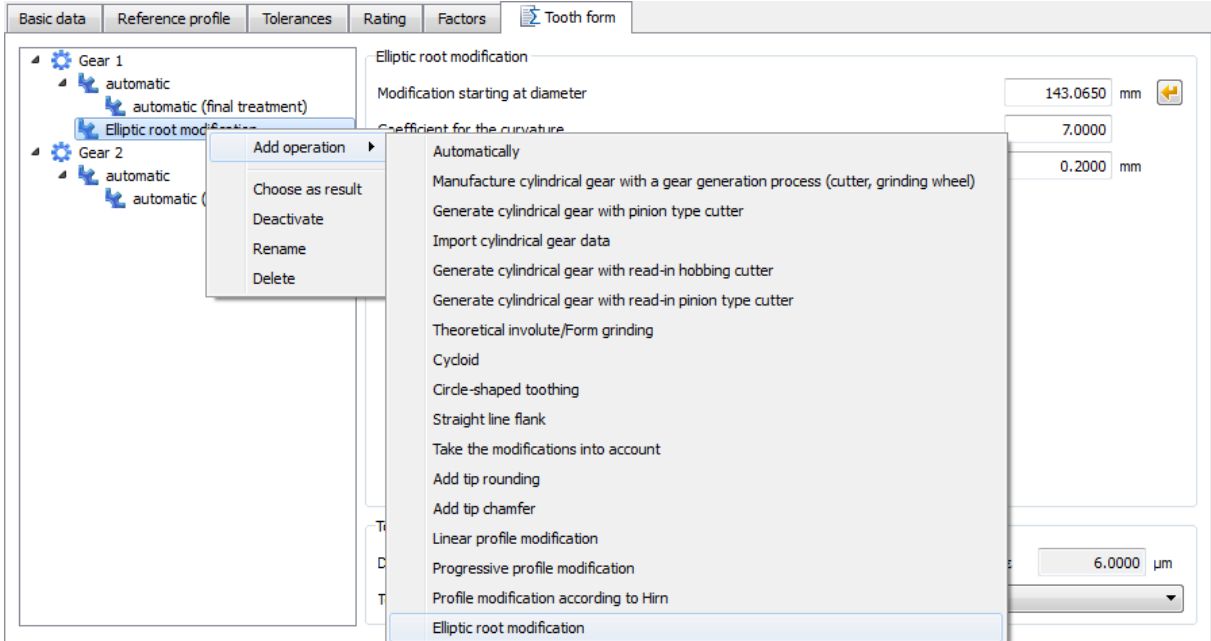 Basic data Reference profile Tolerances Rating Factors Tooth form
Gear 1
automatic
automatic (final treatment)
Elliptic root modification
Gear 2
automatic
automatic (
Elliptic root modification
Modification starting at diameter 143.0650 mm
Coefficient for the curvature 7.0000
0.2000 mm
Add operation
Choose as result
Deactivate
Rename
Delete
Automatically
Manufacture cylindrical gear with a gear generation process (cutter, grinding wheel)
Generate cylindrical gear with pinion type cutter
Import cylindrical gear data
Generate cylindrical gear with read-in hobbing cutter
Generate cylindrical gear with read-in pinion type cutter
Theoretical involute/Form grinding
Cycloid
Circle-shaped toothing
Straight line flank
Take the modifications into account
Add tip rounding
Add tip chamfer
Linear profile modification
Progressive profile modification
Profile modification according to Hirn
Elliptic root modification
6.0000 μm